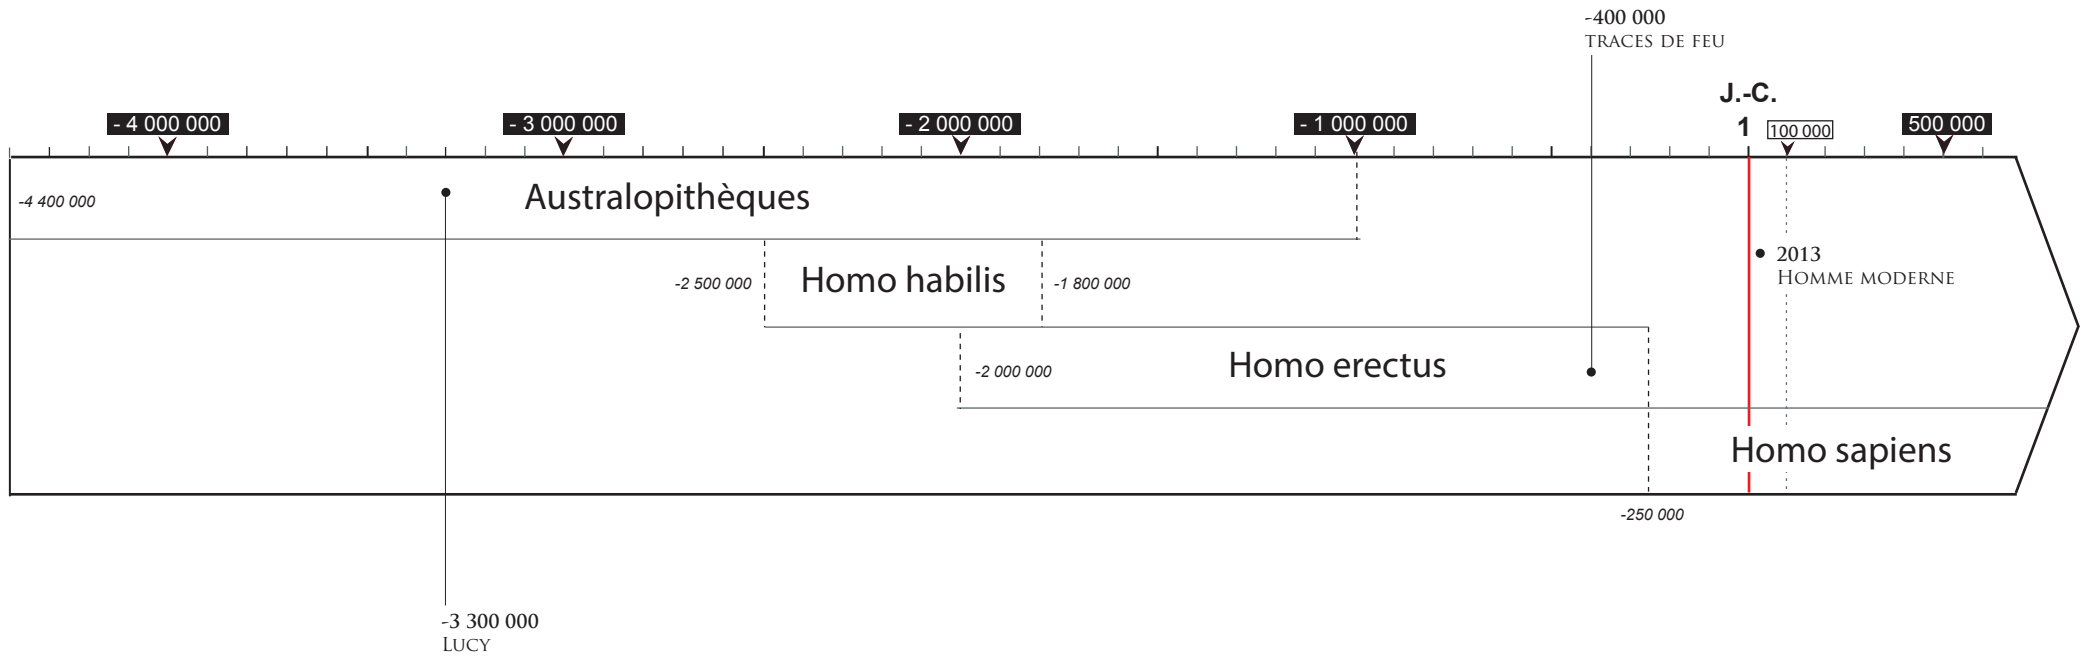 -400 000
TRACES DE FEU
J.-C.
1
- 4 000 000
- 3 000 000
- 2 000 000
- 1 000 000
100 000
500 000
Australopithèques
-4 400 000
2013
HOMME MODERNE
Homo habilis
-2 500 000
-1 800 000
Homo erectus
-2 000 000
Homo sapiens
-250 000
-3 300 000
LUCY